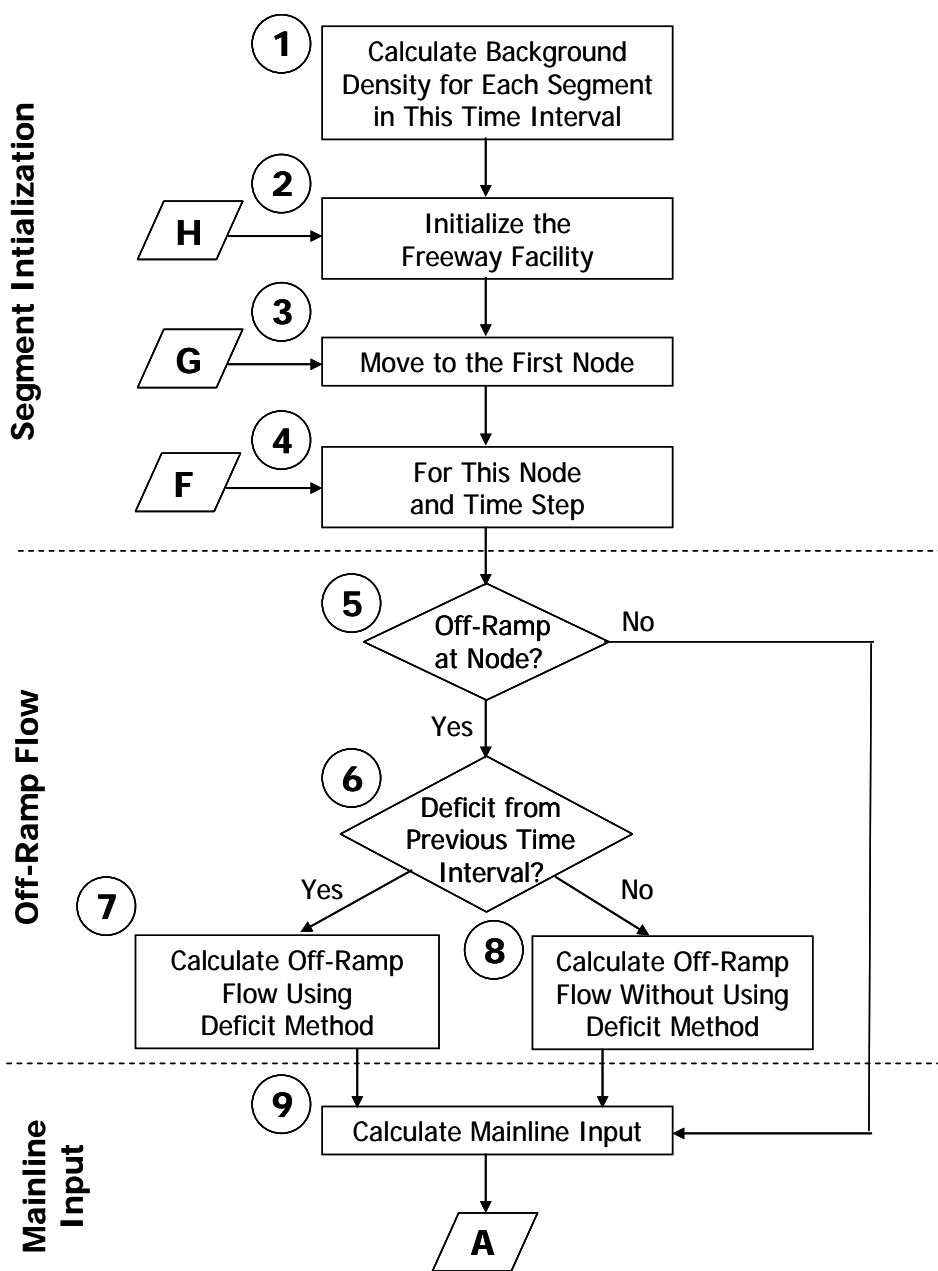 Segment Intialization
1
Calculate Background
Density for Each Segment
in This Time Interval
2
H
Initialize the
Freeway Facility
3
G
Move to the First Node
4
F
For This Node
and Time Step
Off-Ramp Flow
5
Off-Ramp
at Node?
No
Yes
6
Deficit from
Previous Time
Interval?
Yes
No
7
Calculate Off-Ramp
Flow Using
Deficit Method
8
Calculate Off-Ramp
Flow Without Using
Deficit Method
Mainline
Input
9
Calculate Mainline Input
A